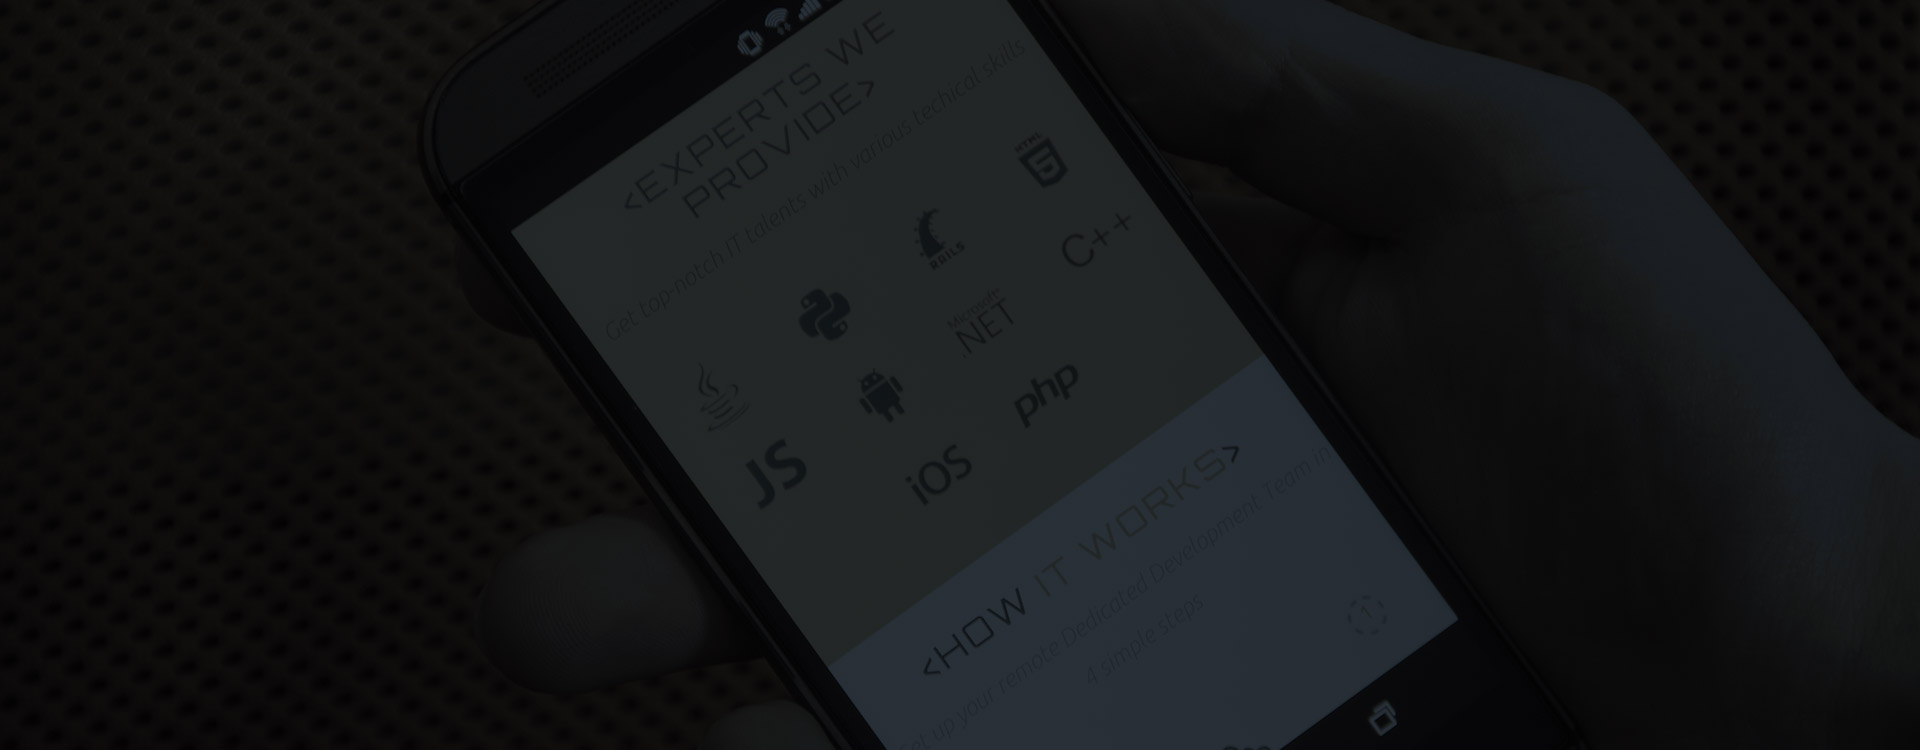 <EXPERTS WE
PROVIDE>
Get top-notch IT talents with various techical skills
HTML
5
RAILS
C++
Microsoft
.NET
php
JS
iOS
<HOW IT WORKS>
Set up your remote Dedicated Development Team in
4 simple steps
1